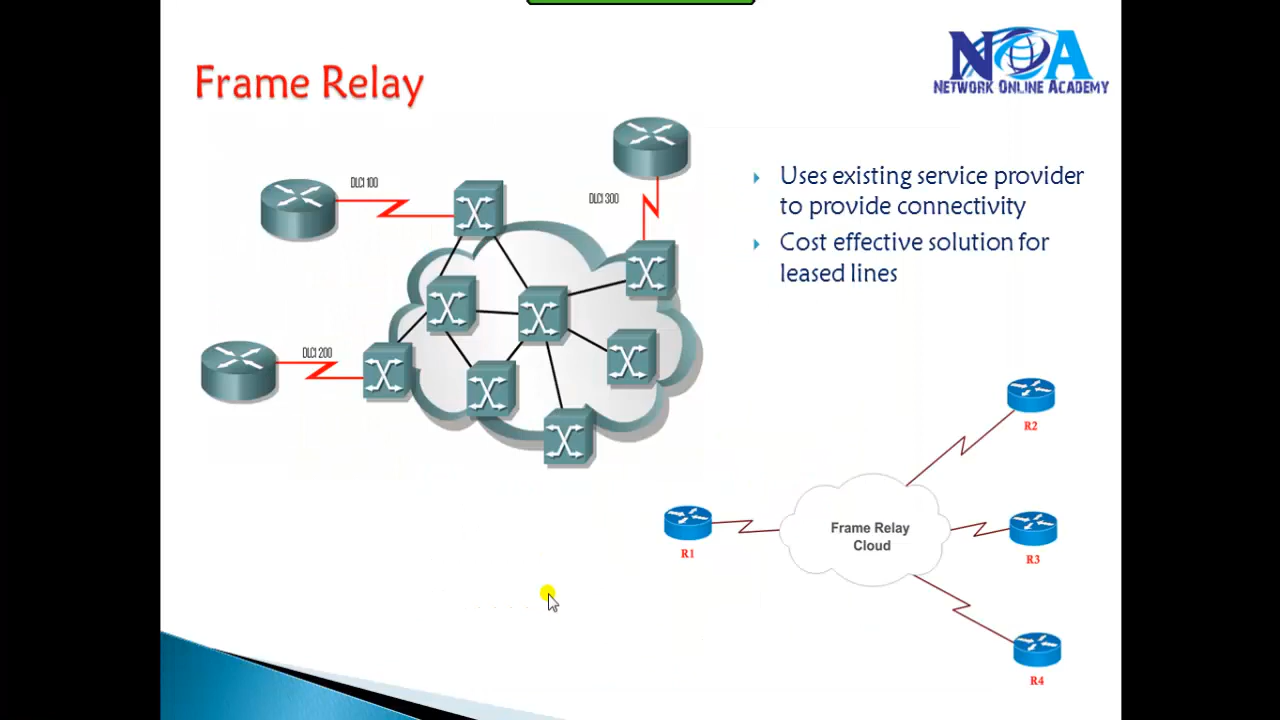 Frame Relay
NOA
NETWORK ONLINE ACADEMY
DLCI 100
DLCI 300
DLCI 200
Uses existing service provider
to provide connectivity
Cost effective solution for
leased lines
R2
Frame Relay
Cloud
R1
R3
R4